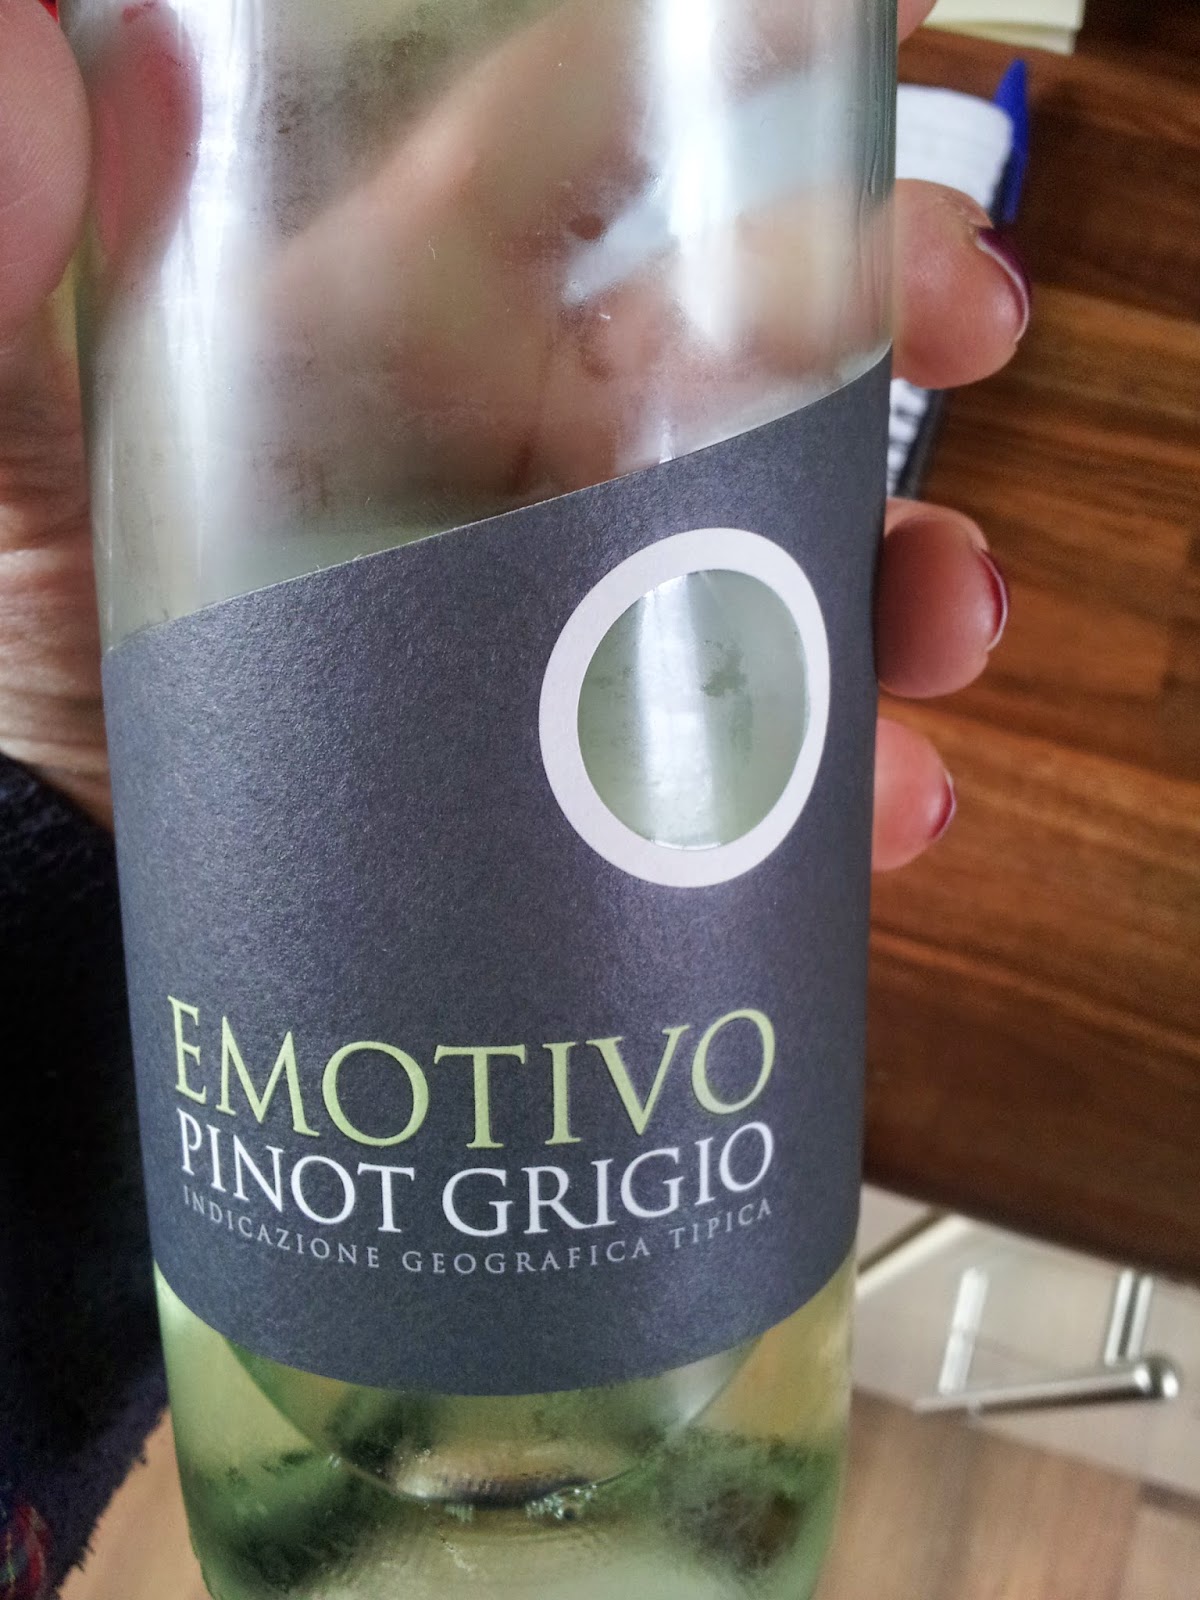 O
EMOTIVO
PINOT GRIGIO
INDICAZIONE GEOGRAFICA TIPICA